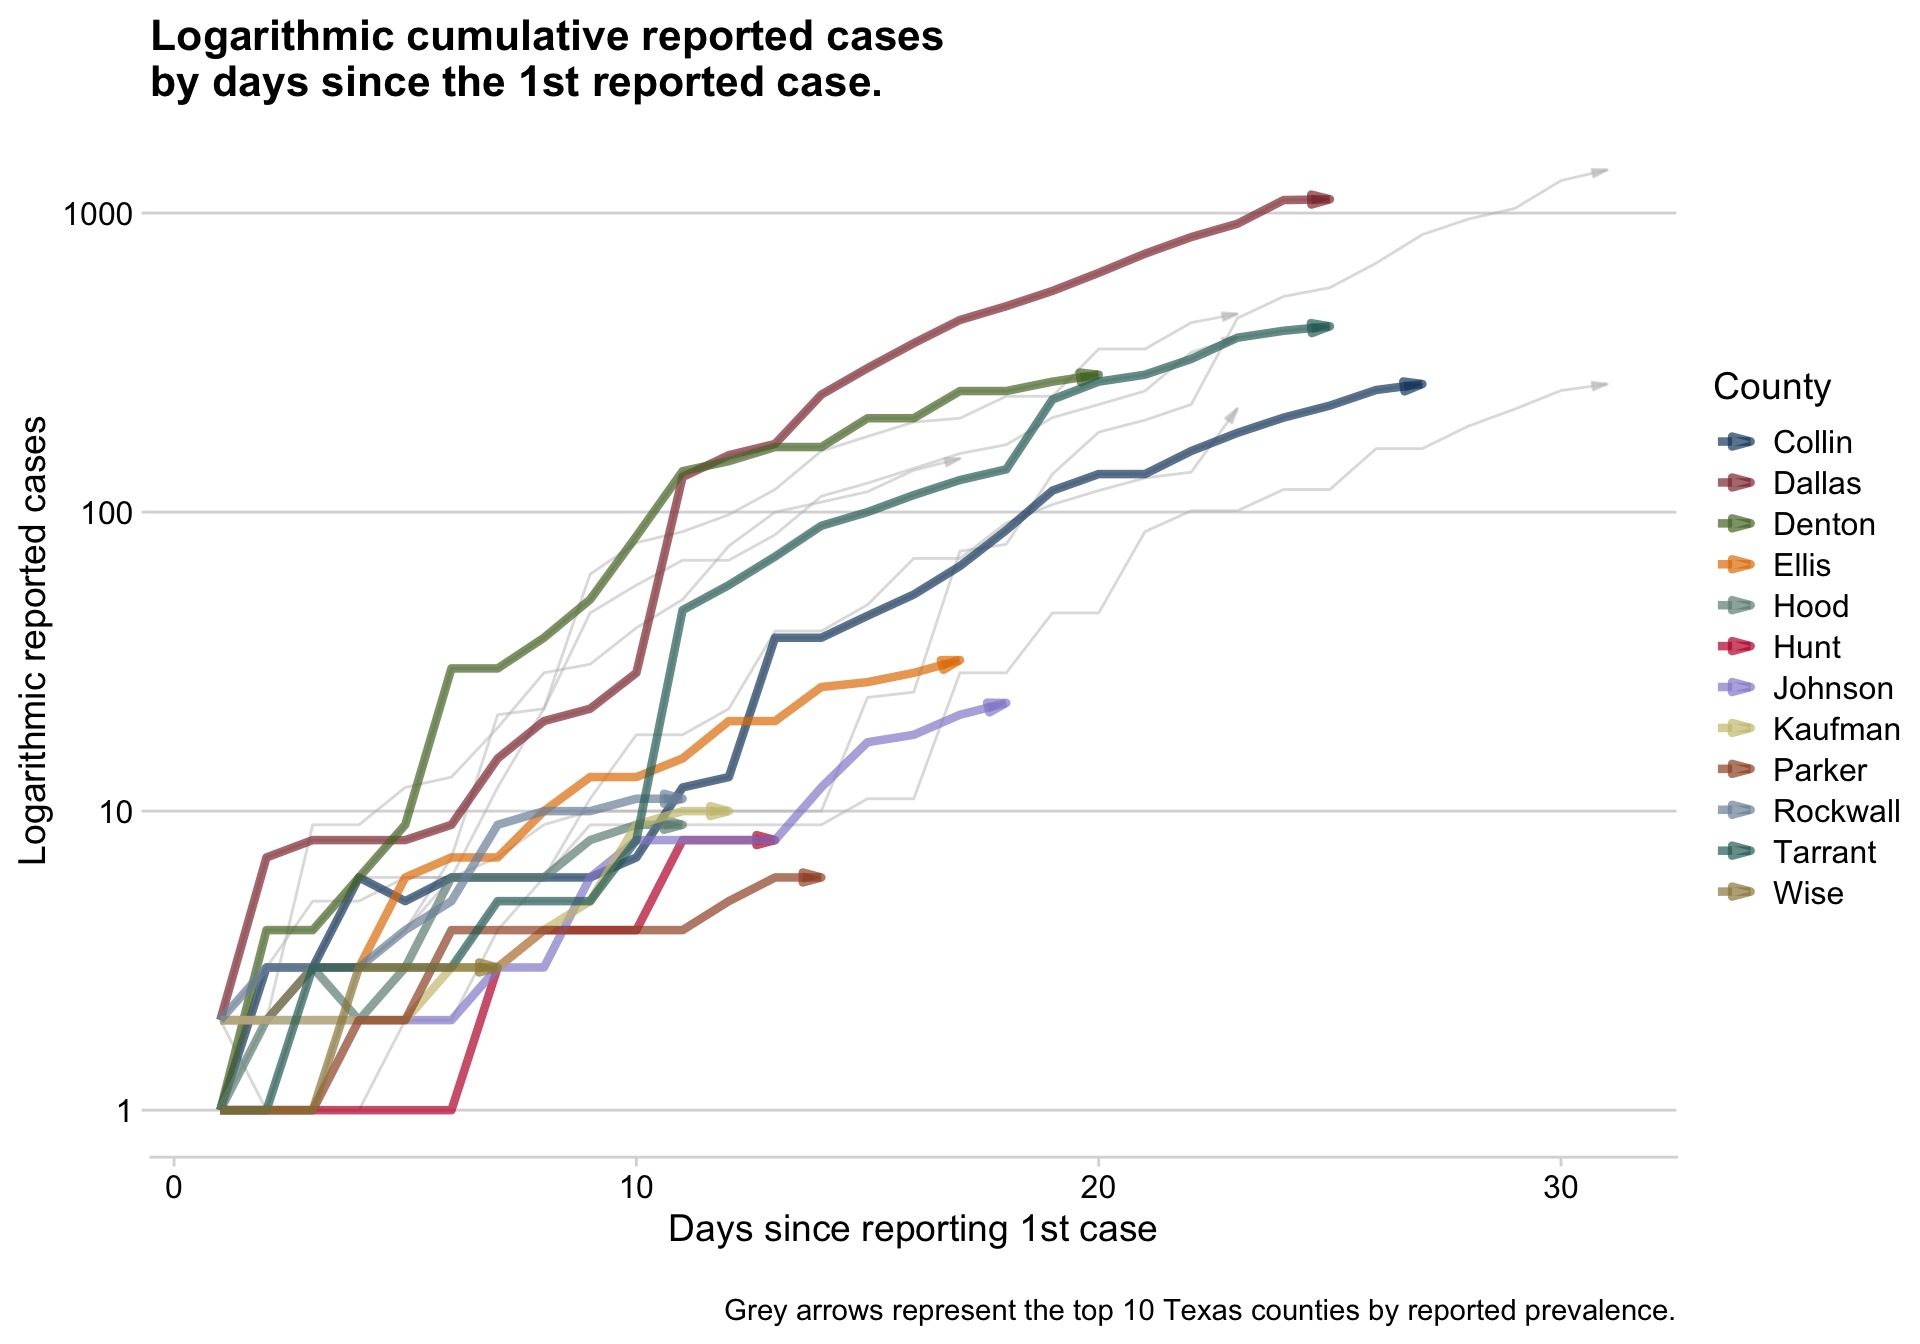 Logarithmic cumulative reported cases
by days since the 1st reported case.
Logarithmic reported cases
1000
100
10
1
0
10
20
30
Days since reporting 1st case
County
Collin
Dallas
Denton
Ellis
Hood
Hunt
Johnson
Kaufman
Parker
Rockwall
Tarrant
Wise
Grey arrows represent the top 10 Texas counties by reported prevalence.